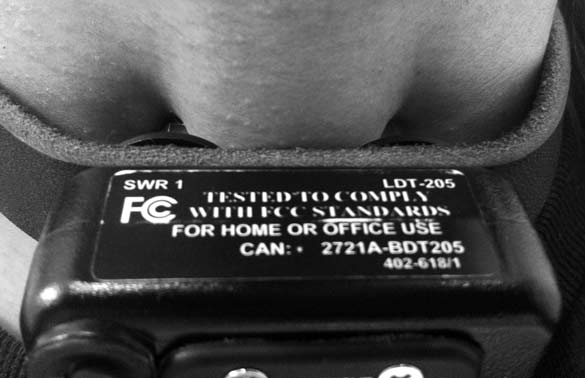 SWR 1 LDT-205
FC TESTED TO COMPLY
WITH FCC STANDARDS
FOR HOME OR OFFICE USE
CAN: 2721A-BDT205
402-618/1